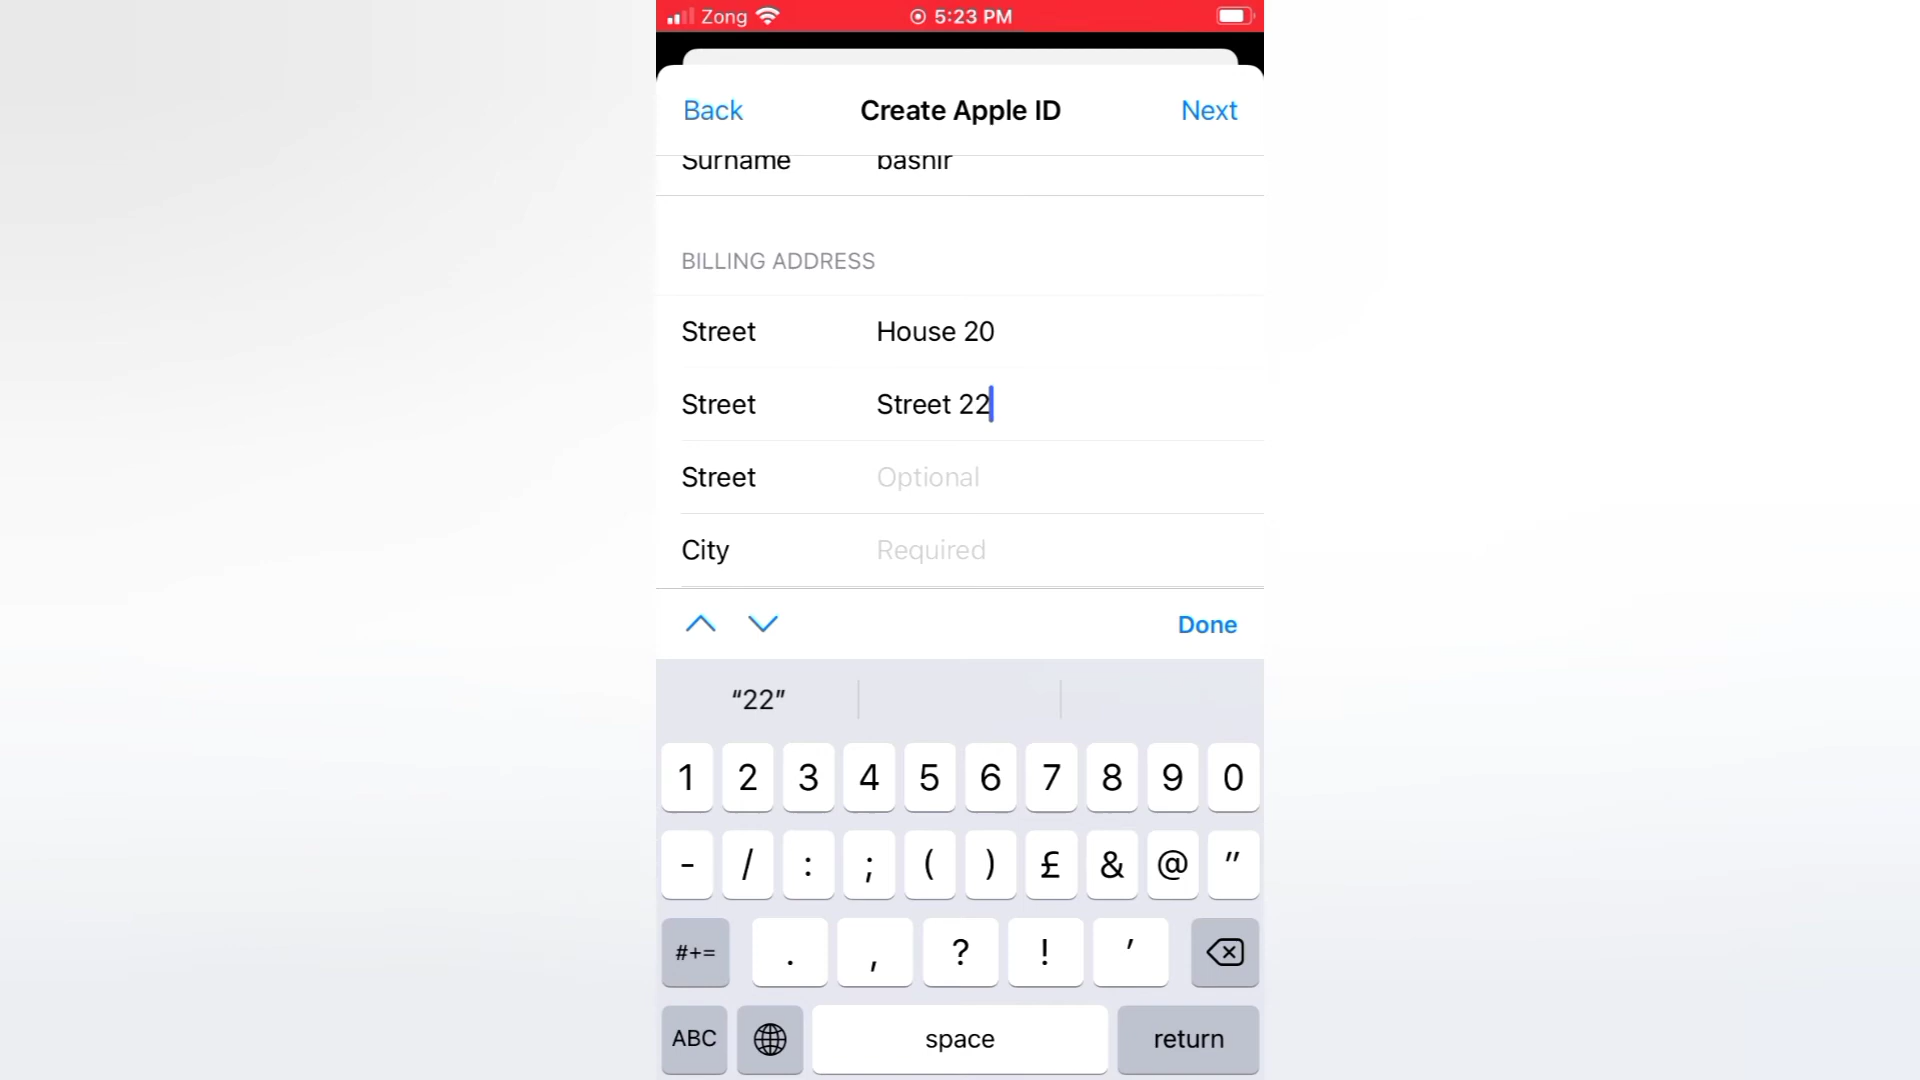 Zong 5:23 PM
Back Create Apple ID Next
Surname bashir
BILLING ADDRESS
Street House 20
Street Street 22
Street Optional
City Required
Done
“22”
1 2 3 4 5 6 7 8 9 0
- / : ; ( ) £ & @ "
#+= . , ? ! '
ABC space return